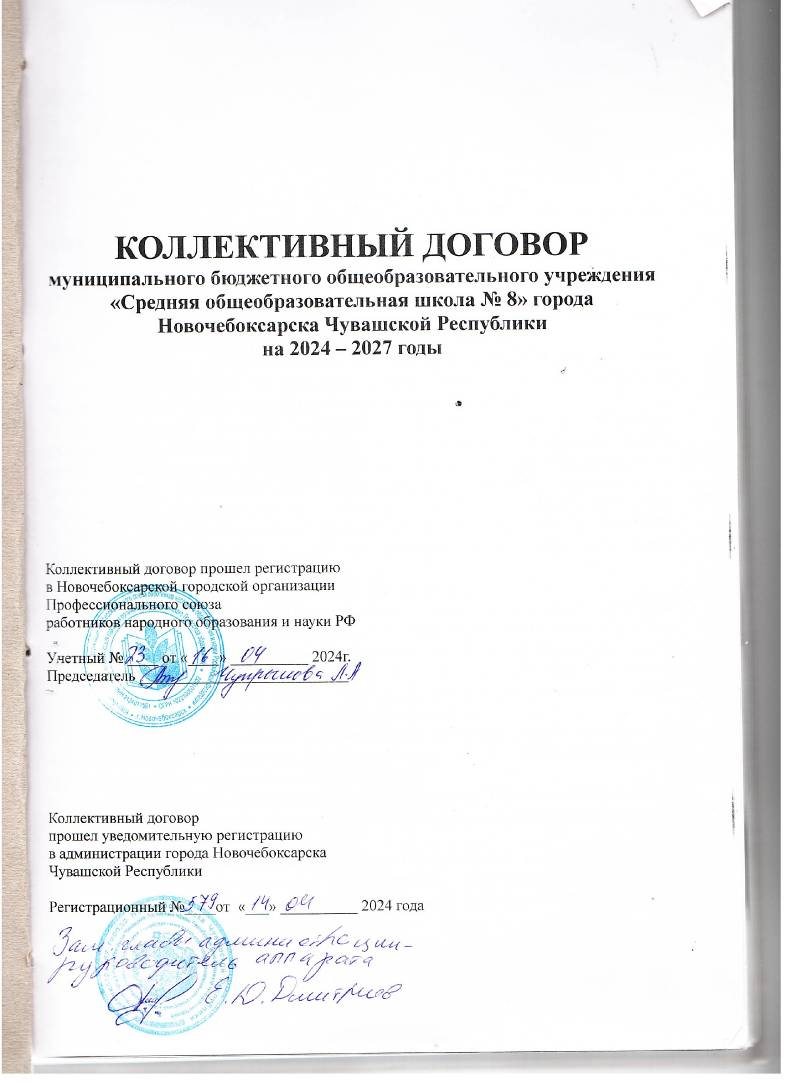 КОЛЛЕКТИВНЫЙ ДОГОВОР
муниципального бюджетного общеобразовательного учреждения
«Средняя общеобразовательная школа № 8» города
Новочебоксарска Чувашской Республики
на 2024 – 2027 годы
Коллективный договор прошел регистрацию
в Новочебоксарской городской организации
Профессионального союза
работников народного образования и науки РФ
Учетный № 23 от « 16 » 04 2024г.
Председатель Л.А
Коллективный договор
прошел уведомительную регистрацию
в администрации города Новочебоксарска
Чувашской Республики
Регистрационный № 579 от « 14 » 04 2024 года
Зам. главы администрации-
руководитель аппарата
Е.Ю. Дмитриев